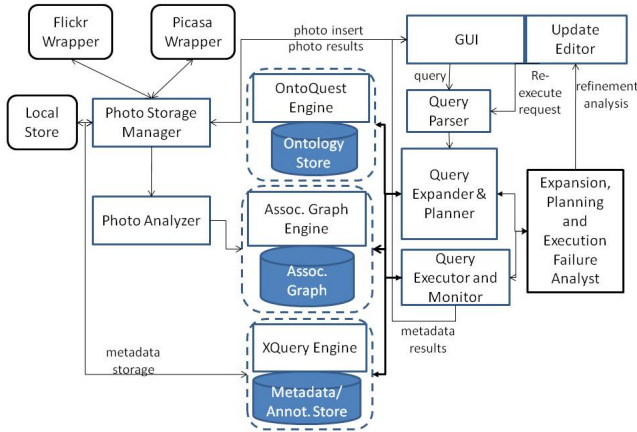 Flickr
Wrapper
Picasa
Wrapper
photo insert
photo results
GUI
Update
Editor
Local
Store
Photo Storage
Manager
OntoQuest
Engine
Ontology
Store
query
Re-
execute
request
refinement
analysis
Query
Parser
Query
Expander &
Planner
Expansion,
Planning
and
Execution
Failure
Analyst
Photo Analyzer
Assoc. Graph
Engine
Assoc.
Graph
Query
Executor and
Monitor
metadata
results
metadata
storage
XQuery Engine
Metadata/
Annot. Store